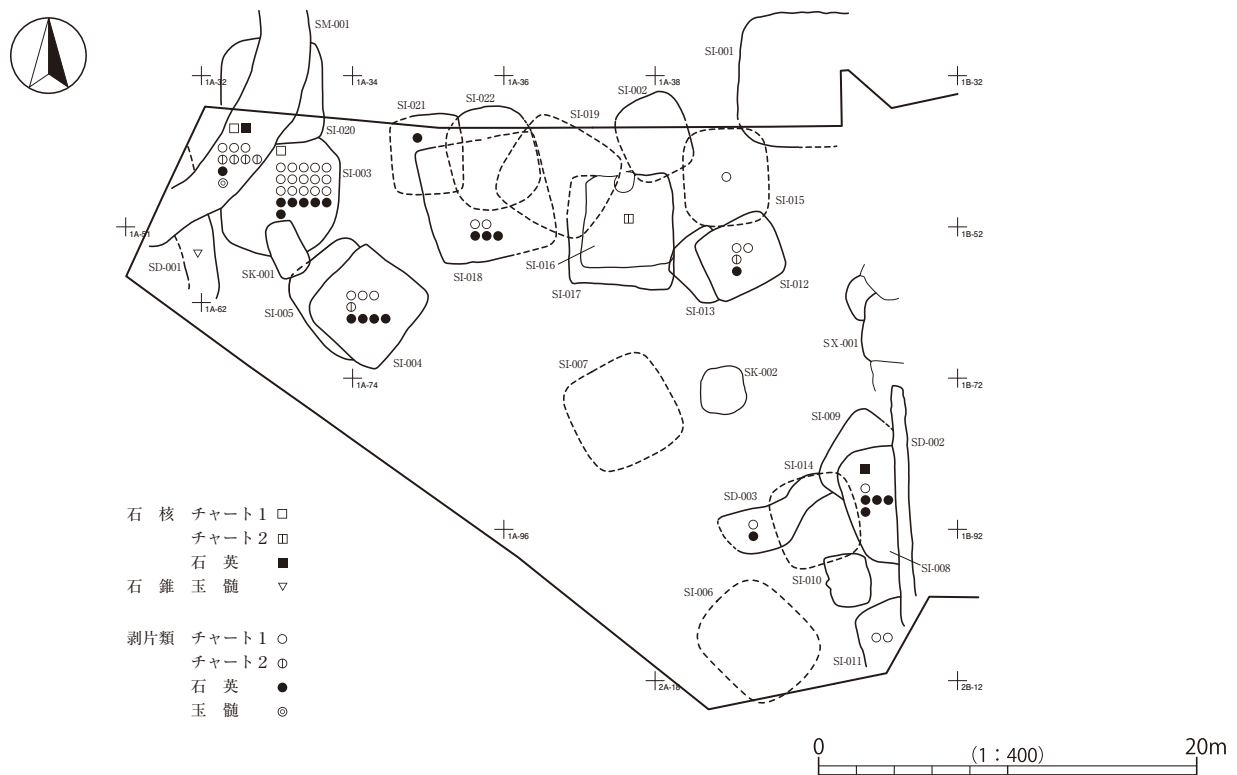 SM-001
SI-001
1A-32
1A-34
1A-36
1A-38
1B-32
SI-002
SI-021
SI-022
SI-019
SI-020
SI-003
SI-015
1A-51
1B-52
SD-001
SK-001
SI-018
SI-016
SI-017
SI-012
SI-013
1A-62
SI-005
SI-004
SX-001
SI-007
SK-002
1A-74
1B-72
SI-009
SD-002
SI-014
SD-003
1A-96
1B-92
SI-008
SI-010
SI-006
SI-011
2A-18
2B-12
石 核 チャート1 □
チャート2 ◫
石 英 ■
石 錐 玉 髄 ▽
剥片類 チャート1 ○
チャート2 ⦶
石 英 ●
玉 髄 ◎
0 (1:400) 20m